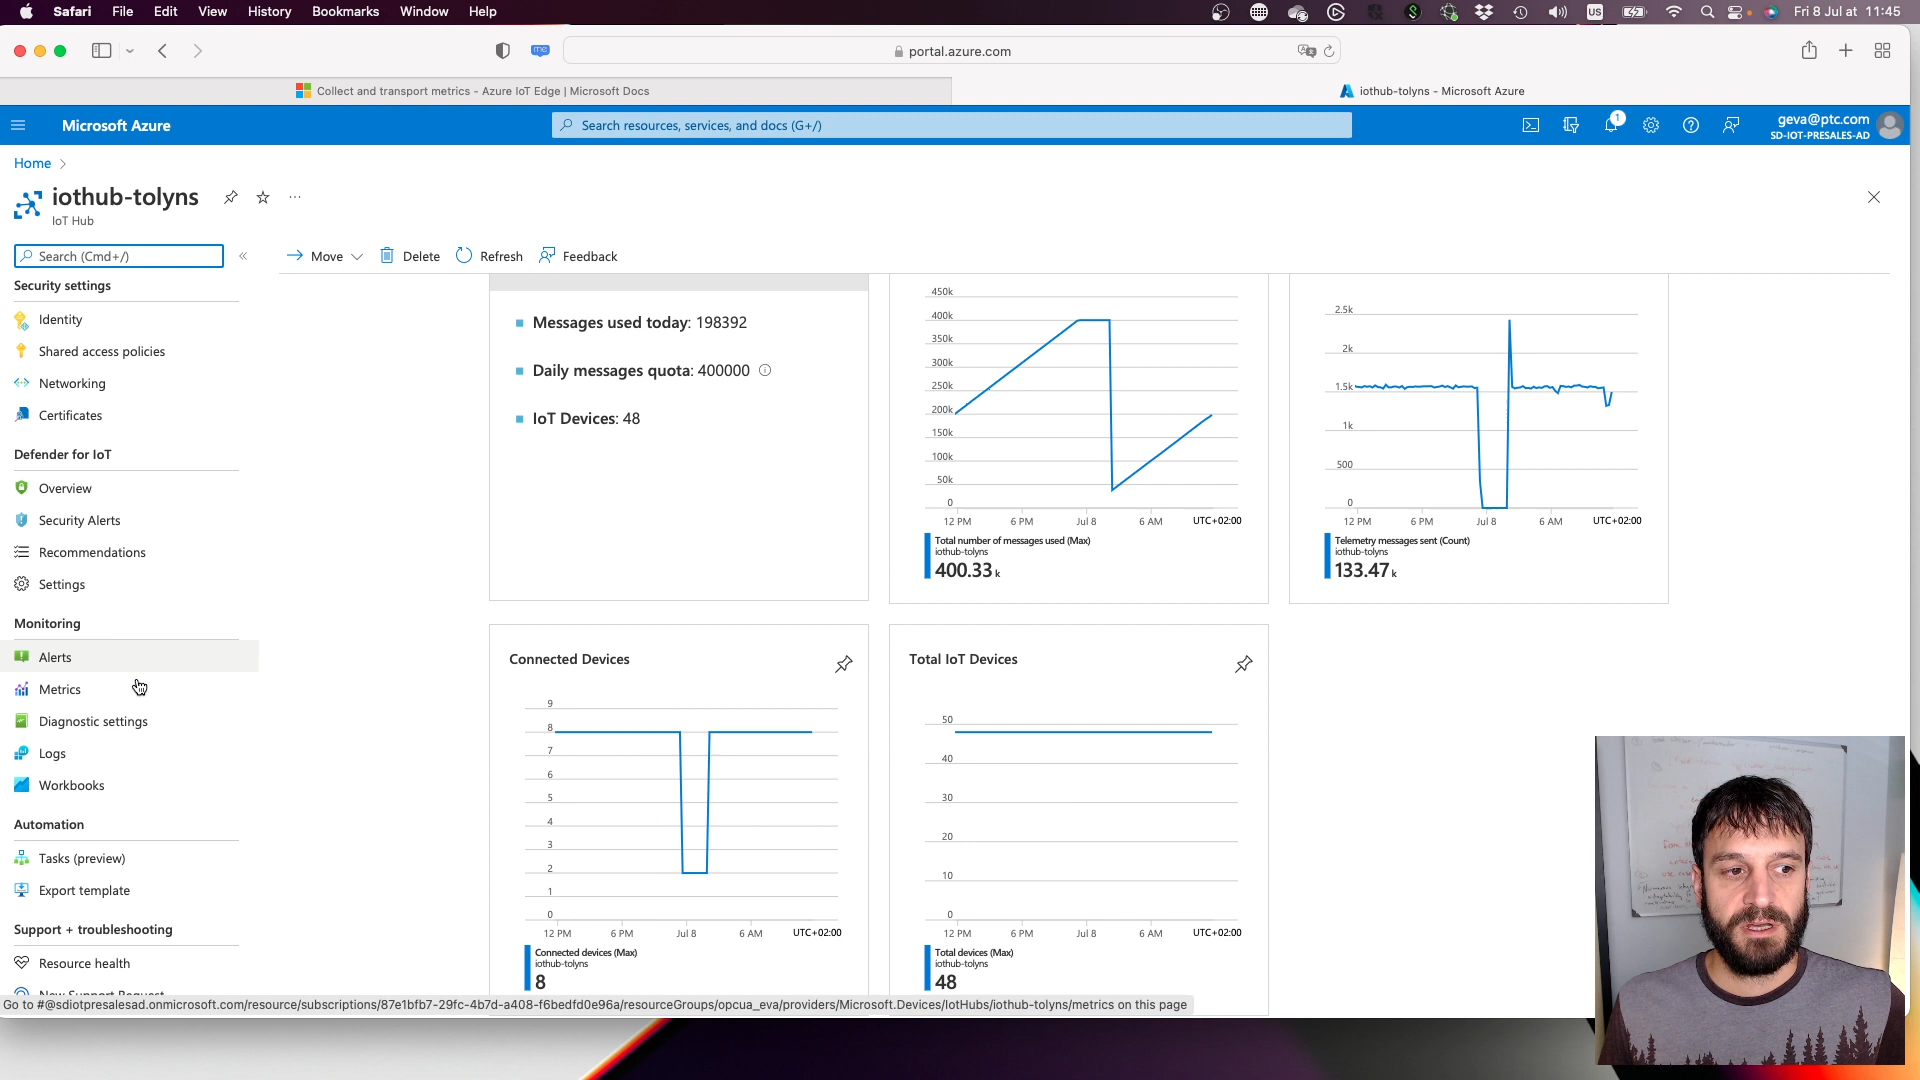 Safari File Edit View History Bookmarks Window Help
US
Fri 8 Jul at 11:45
me
portal.azure.com
Collect and transport metrics - Azure IoT Edge | Microsoft Docs
iothub-tolyns - Microsoft Azure
Microsoft Azure
Search resources, services, and docs (G+/)
1
geva@ptc.com
SD-IOT-PRESALES-AD
Home
iothub-tolyns
IoT Hub
Search (Cmd+/)
Move
Delete
Refresh
Feedback
Security settings
Identity
Shared access policies
Networking
Certificates
Defender for IoT
Overview
Security Alerts
Recommendations
Settings
Monitoring
Alerts
Metrics
Diagnostic settings
Logs
Workbooks
Automation
Tasks (preview)
Export template
Support + troubleshooting
Resource health
New Support Request
Messages used today: 198392
Daily messages quota: 400000
IoT Devices: 48
450k
400k
350k
300k
250k
200k
150k
100k
50k
0
12 PM 6 PM Jul 8 6 AM UTC+02:00
Total number of messages used (Max)
iothub-tolyns
400.33 k
2.5k
2k
1.5k
1k
500
0
12 PM 6 PM Jul 8 6 AM UTC+02:00
Telemetry messages sent (Count)
iothub-tolyns
133.47 k
Connected Devices
9
8
7
6
5
4
3
2
1
0
12 PM 6 PM Jul 8 6 AM UTC+02:00
Connected devices (Max)
iothub-tolyns
8
Total IoT Devices
50
40
30
20
10
0
12 PM 6 PM Jul 8 6 AM UTC+02:00
Total devices (Max)
iothub-tolyns
48
Go to #@sdiotpresalesad.onmicrosoft.com/resource/subscriptions/87e1bfb7-29fc-4b7d-a408-f6bedfd0e96a/resourceGroups/opcua_eva/providers/Microsoft.Devices/IotHubs/iothub-tolyns/metrics on this page